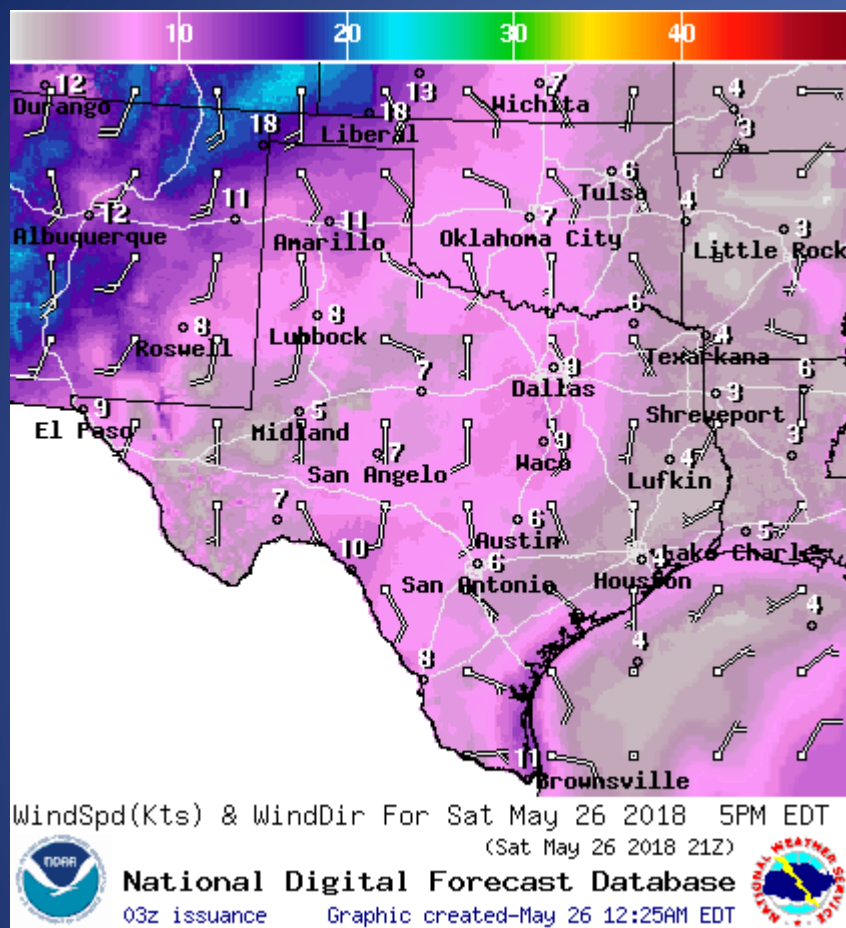 10 20 30 40
12 13 7 4
Durango Wichita
18 Liberal
18 3
6
Tulsa
12 11 11 7 4 3
Albuquerque Amarillo Oklahoma City Little Rock
8 8 6
Roswell Lubbock 4
Texarkana
7 9 6
Dallas 3
9 5 Shreveport
El Paso Midland
7 9 4 3
San Angelo Waco Lufkin
7 6 5
Austin Lake Charles
10 6 4
San Antonio Houston
4
8 4
11
Brownsville
WindSpd(Kts) & WindDir For Sat May 26 2018 5PM EDT
(Sat May 26 2018 21Z)
NOAA
National Digital Forecast Database
NATIONAL WEATHER SERVICE
03z issuance Graphic created-May 26 12:25AM EDT